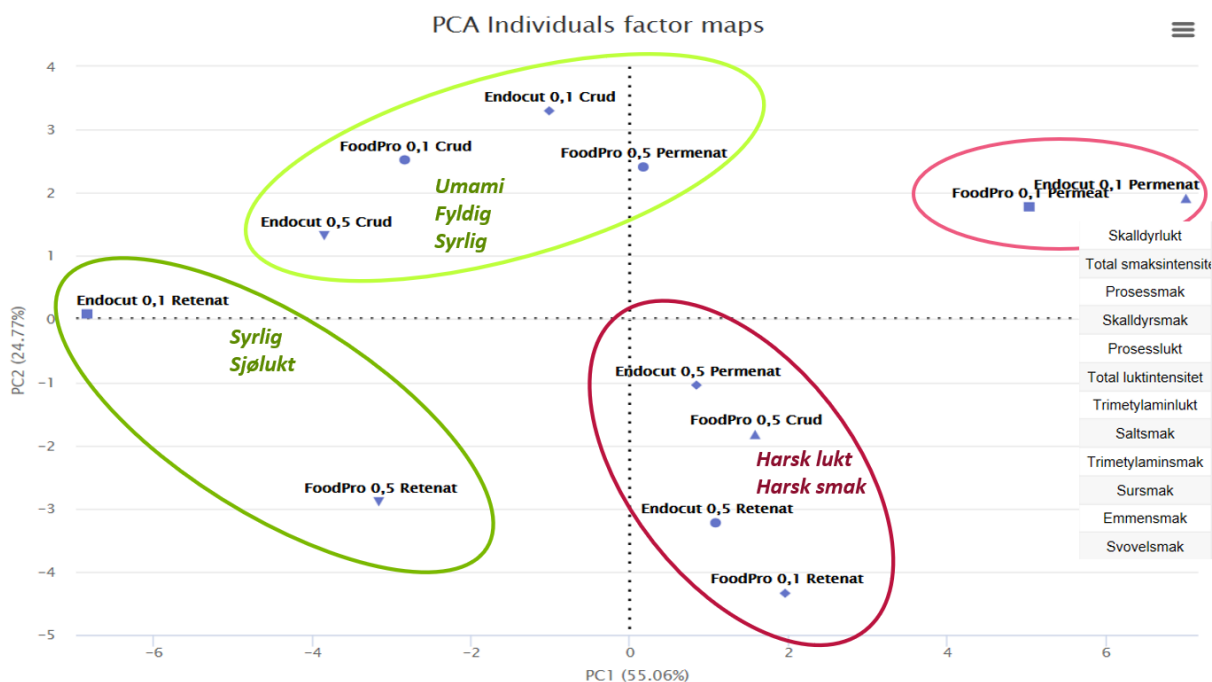 PCA Individuals factor maps
4
Endocut 0,1 Crud
3
FoodPro 0,1 Crud
FoodPro 0,5 Permenat
2
Umami
Fyldig
Syrlig
Endocut 0,1 Permenat
FoodPro 0,1 Permeat
Endocut 0,5 Crud
1
Skalldyrlukt
Total smaksintensite
Prosessmak
Skalldyrsmak
Prosesslukt
Total luktintensitet
Trimetylaminlukt
Saltsmak
Trimetylaminsmak
Sursmak
Emmensmak
Svovelsmak
Endocut 0,1 Retenat
0
Syrlig
Sjølukt
PC2 (24.77%)
-1
Endocut 0,5 Permenat
FoodPro 0,5 Crud
-2
Harsk lukt
Harsk smak
FoodPro 0,5 Retenat
-3
Endocut 0,5 Retenat
-4
FoodPro 0,1 Retenat
-5
-6 -4 -2 0 2 4 6
PC1 (55.06%)